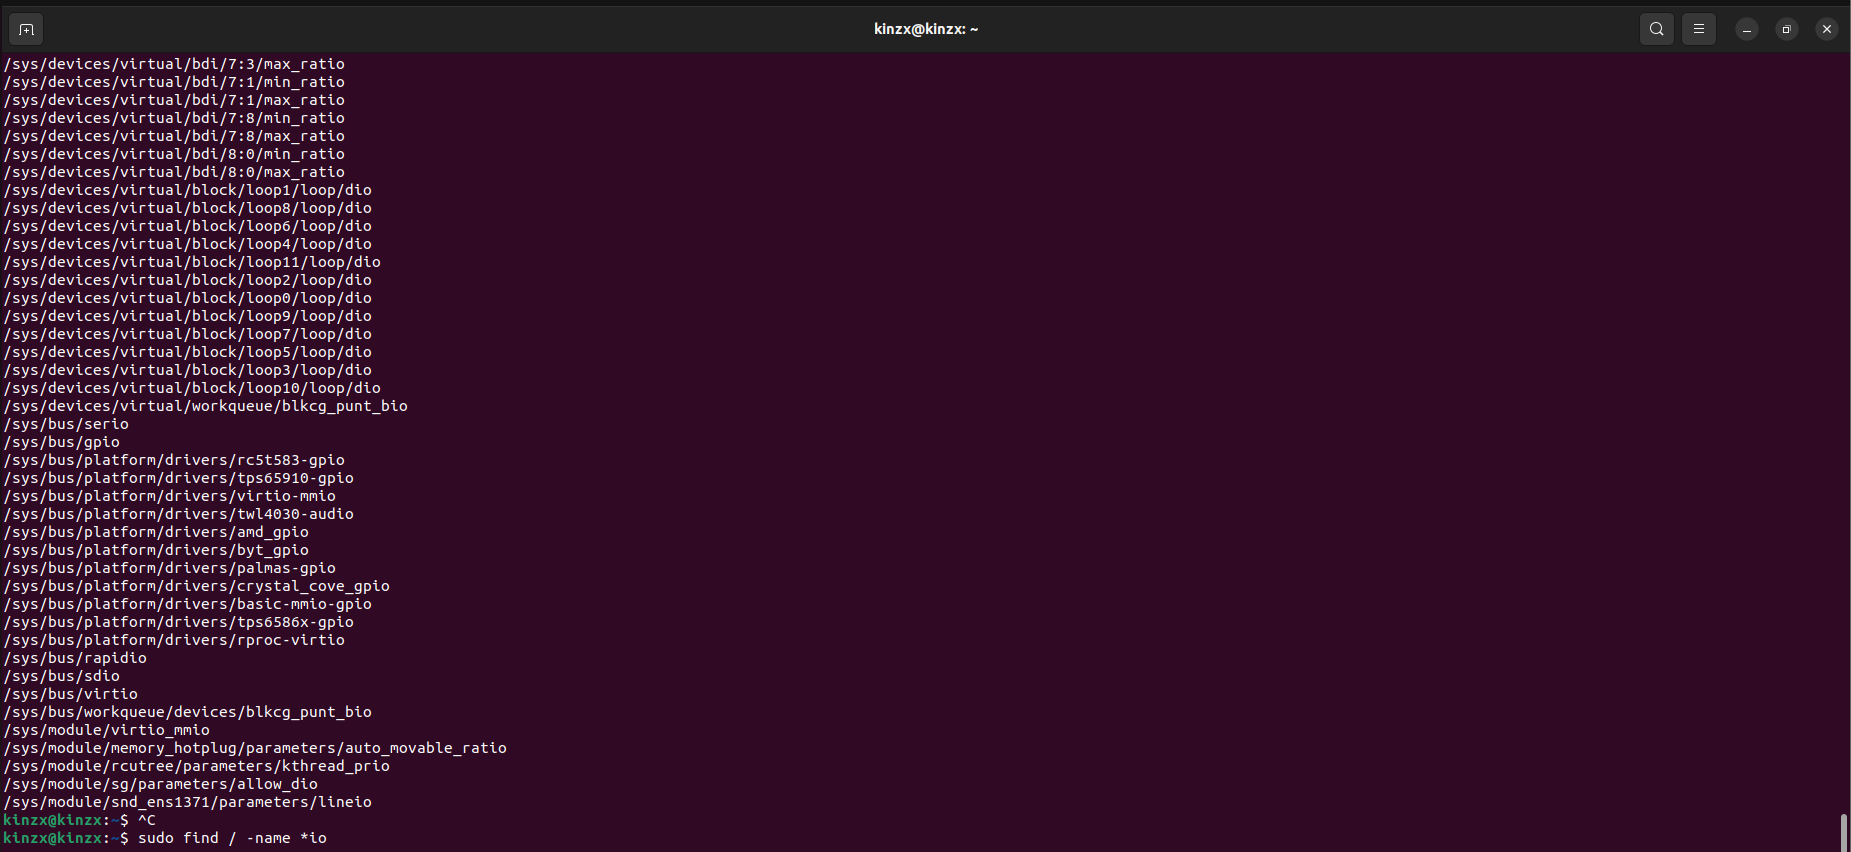 kinzx@kinzx: ~
/sys/devices/virtual/bdi/7:3/max_ratio
/sys/devices/virtual/bdi/7:1/min_ratio
/sys/devices/virtual/bdi/7:1/max_ratio
/sys/devices/virtual/bdi/7:8/min_ratio
/sys/devices/virtual/bdi/7:8/max_ratio
/sys/devices/virtual/bdi/8:0/min_ratio
/sys/devices/virtual/bdi/8:0/max_ratio
/sys/devices/virtual/block/loop1/loop/dio
/sys/devices/virtual/block/loop8/loop/dio
/sys/devices/virtual/block/loop6/loop/dio
/sys/devices/virtual/block/loop4/loop/dio
/sys/devices/virtual/block/loop11/loop/dio
/sys/devices/virtual/block/loop2/loop/dio
/sys/devices/virtual/block/loop0/loop/dio
/sys/devices/virtual/block/loop9/loop/dio
/sys/devices/virtual/block/loop7/loop/dio
/sys/devices/virtual/block/loop5/loop/dio
/sys/devices/virtual/block/loop3/loop/dio
/sys/devices/virtual/block/loop10/loop/dio
/sys/devices/virtual/workqueue/blkcg_punt_bio
/sys/bus/serio
/sys/bus/gpio
/sys/bus/platform/drivers/rc5t583-gpio
/sys/bus/platform/drivers/tps65910-gpio
/sys/bus/platform/drivers/virtio-mmio
/sys/bus/platform/drivers/twl4030-audio
/sys/bus/platform/drivers/amd_gpio
/sys/bus/platform/drivers/byt_gpio
/sys/bus/platform/drivers/palmas-gpio
/sys/bus/platform/drivers/crystal_cove_gpio
/sys/bus/platform/drivers/basic-mmio-gpio
/sys/bus/platform/drivers/tps6586x-gpio
/sys/bus/platform/drivers/rproc-virtio
/sys/bus/rapidio
/sys/bus/sdio
/sys/bus/virtio
/sys/bus/workqueue/devices/blkcg_punt_bio
/sys/module/virtio_mmio
/sys/module/memory_hotplug/parameters/auto_movable_ratio
/sys/module/rcutree/parameters/kthread_prio
/sys/module/sg/parameters/allow_dio
/sys/module/snd_ens1371/parameters/lineio
kinzx@kinzx:~$ ^C
kinzx@kinzx:~$ sudo find / -name *io